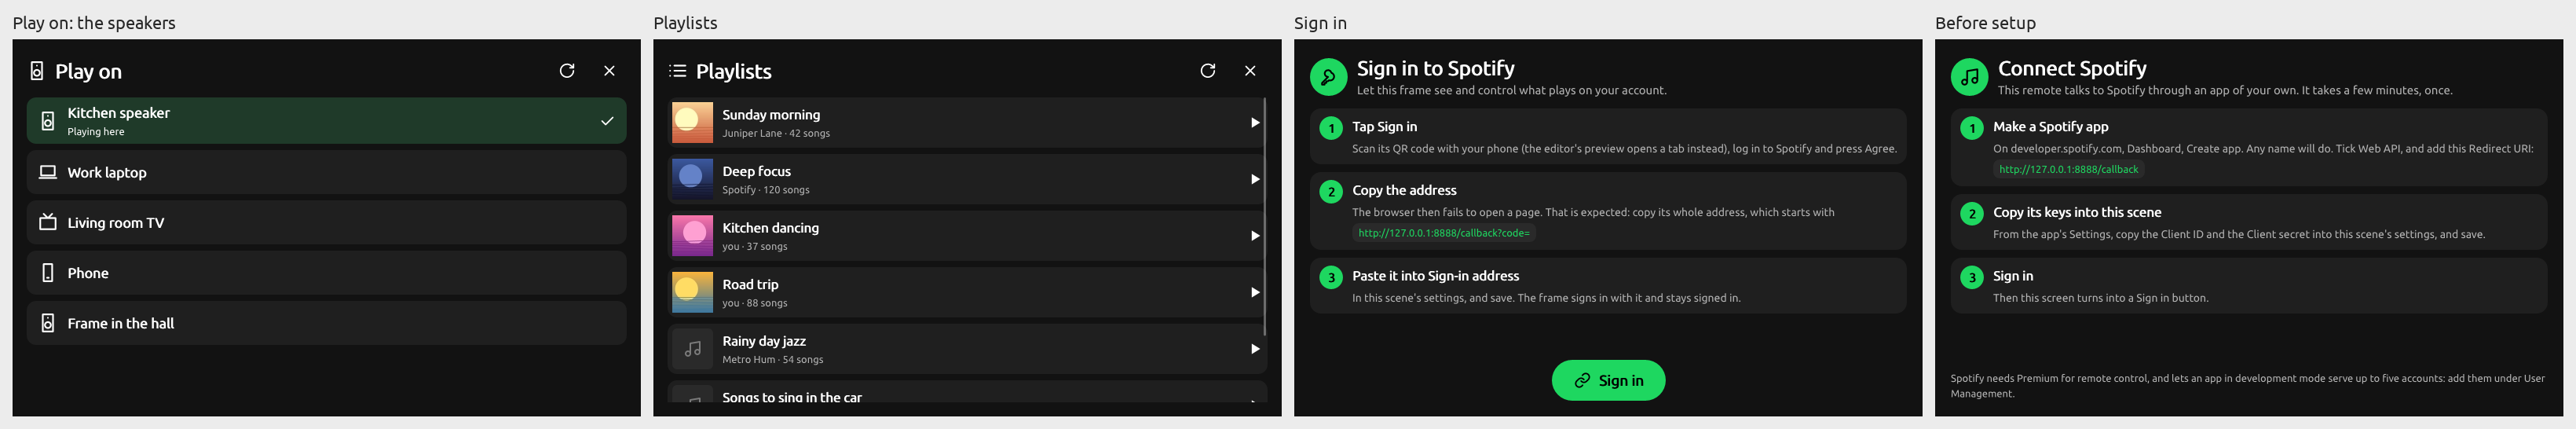 Play on: the speakers
Play on
Kitchen speaker
Playing here
Work laptop
Living room TV
Phone
Frame in the hall
Playlists
Playlists
Sunday morning
Juniper Lane · 42 songs
Deep focus
Spotify · 120 songs
Kitchen dancing
you · 37 songs
Road trip
you · 88 songs
Rainy day jazz
Metro Hum · 54 songs
Songs to sing in the car
Sign in
Sign in to Spotify
Let this frame see and control what plays on your account.
1 Tap Sign in
Scan its QR code with your phone (the editor's preview opens a tab instead), log in to Spotify and press Agree.
2 Copy the address
The browser then fails to open a page. That is expected: copy its whole address, which starts with
http://127.0.0.1:8888/callback?code=
3 Paste it into Sign-in address
In this scene's settings, and save. The frame signs in with it and stays signed in.
Sign in
Before setup
Connect Spotify
This remote talks to Spotify through an app of your own. It takes a few minutes, once.
1 Make a Spotify app
On developer.spotify.com, Dashboard, Create app. Any name will do. Tick Web API, and add this Redirect URI:
http://127.0.0.1:8888/callback
2 Copy its keys into this scene
From the app's Settings, copy the Client ID and the Client secret into this scene's settings, and save.
3 Sign in
Then this screen turns into a Sign in button.
Spotify needs Premium for remote control, and lets an app in development mode serve up to five accounts: add them under User
Management.